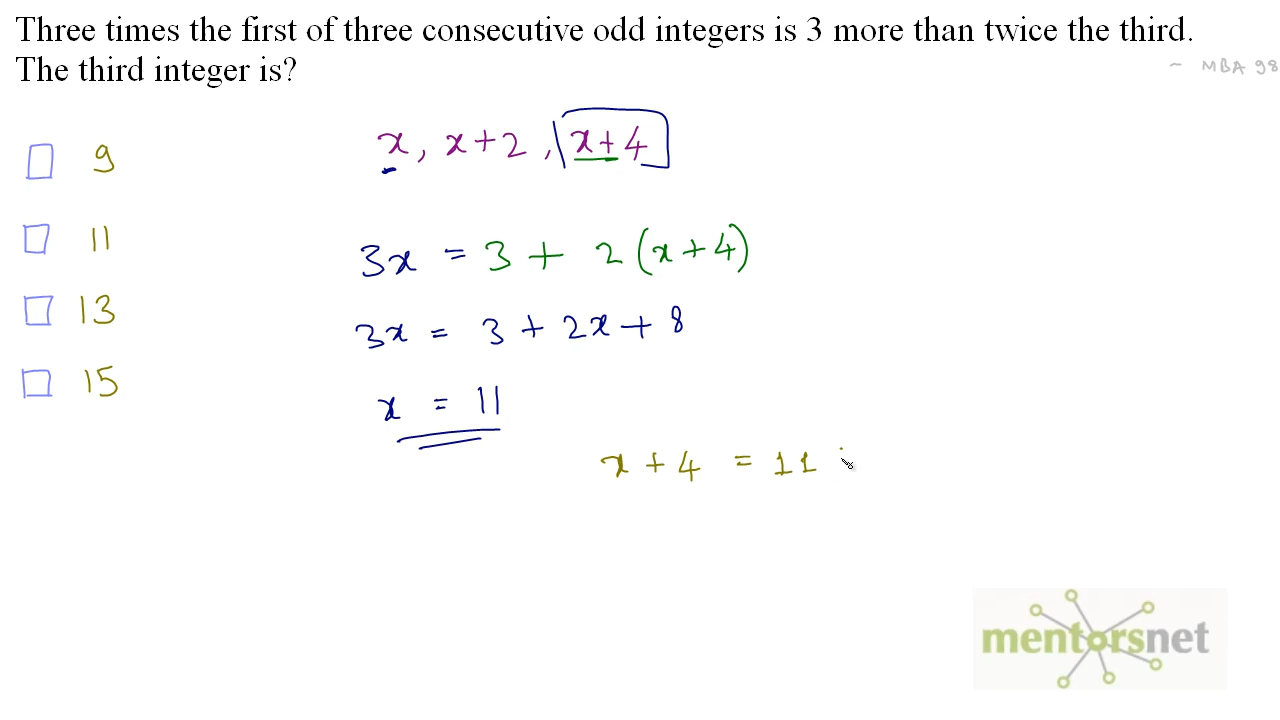 Three times the first of three consecutive odd integers is 3 more than twice the third.
The third integer is?
~ MBA 98
x, x+2, x+4
9
3x = 3 + 2(x+4)
11
3x = 3 + 2x + 8
13
15
x = 11
x + 4 = 11
mentorsnet